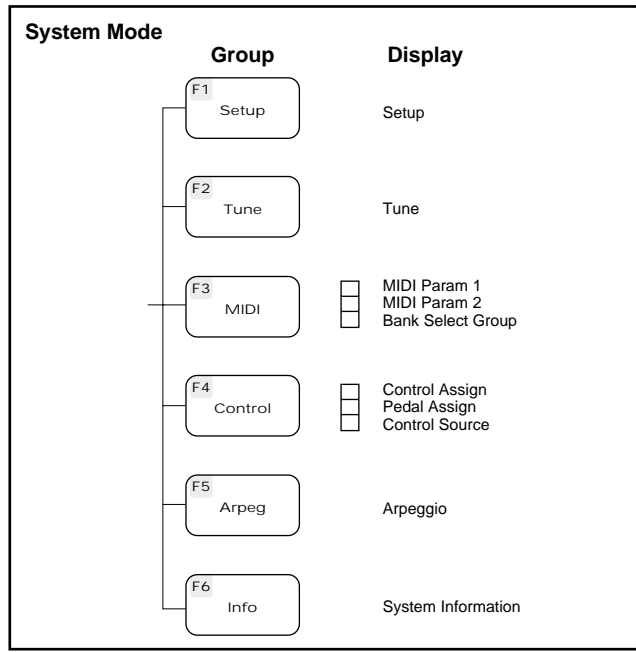 System Mode
Group Display
F1
Setup Setup
F2
Tune Tune
F3
MIDI
MIDI Param 1
MIDI Param 2
Bank Select Group
F4
Control
Control Assign
Pedal Assign
Control Source
F5
Arpeg Arpeggio
F6
Info System Information